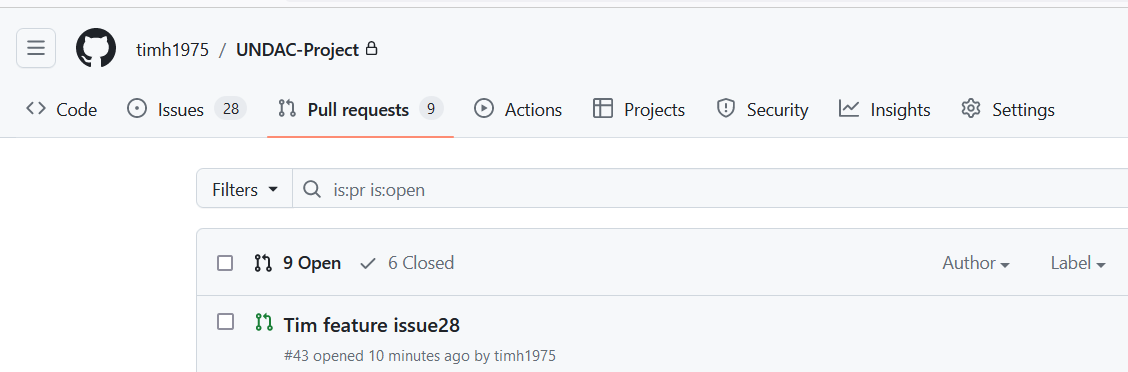 timh1975 / UNDAC-Project
Code Issues 28 Pull requests 9 Actions Projects Security Insights Settings
Filters is:pr is:open
9 Open 6 Closed Author Label
Tim feature issue28
#43 opened 10 minutes ago by timh1975